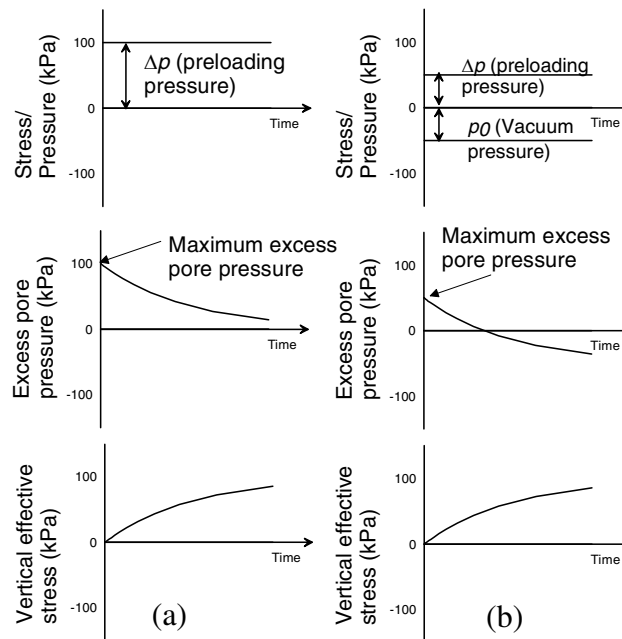 Stress/
Pressure (kPa)
100
0
-100
Δp (preloading
pressure)
Time
Stress/
Pressure (kPa)
100
0
-100
Δp (preloading
pressure)
Time
p0 (Vacuum
pressure)
Excess pore
pressure (kPa)
100
0
-100
Maximum excess
pore pressure
Time
Excess pore
pressure (kPa)
100
0
-100
Maximum excess
pore pressure
Time
Vertical effective
stress (kPa)
100
0
-100
Time
(a)
Vertical effective
stress (kPa)
100
0
-100
Time
(b)